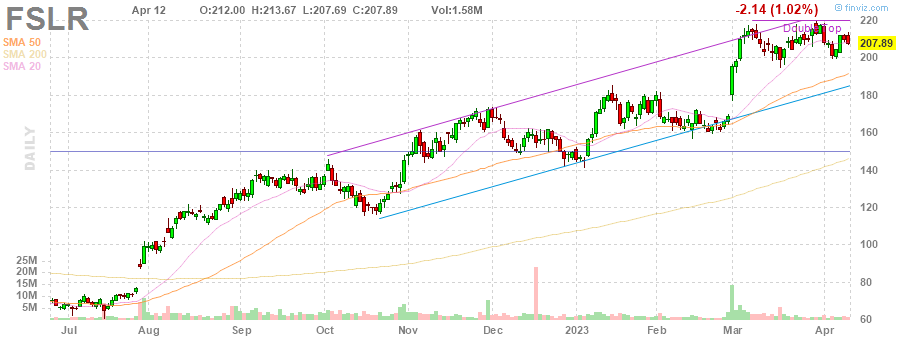 FSLR
Apr 12 O:212.00 H:213.67 L:207.69 C:207.89 Vol:1.58M
-2.14 (1.02%)
© finviz.com
SMA 50
SMA 200
SMA 20
Double Top
220
207.89
200
180
160
140
120
100
80
60
DAILY
25M
20M
15M
10M
5M
Jul Aug Sep Oct Nov Dec 2023 Feb Mar Apr